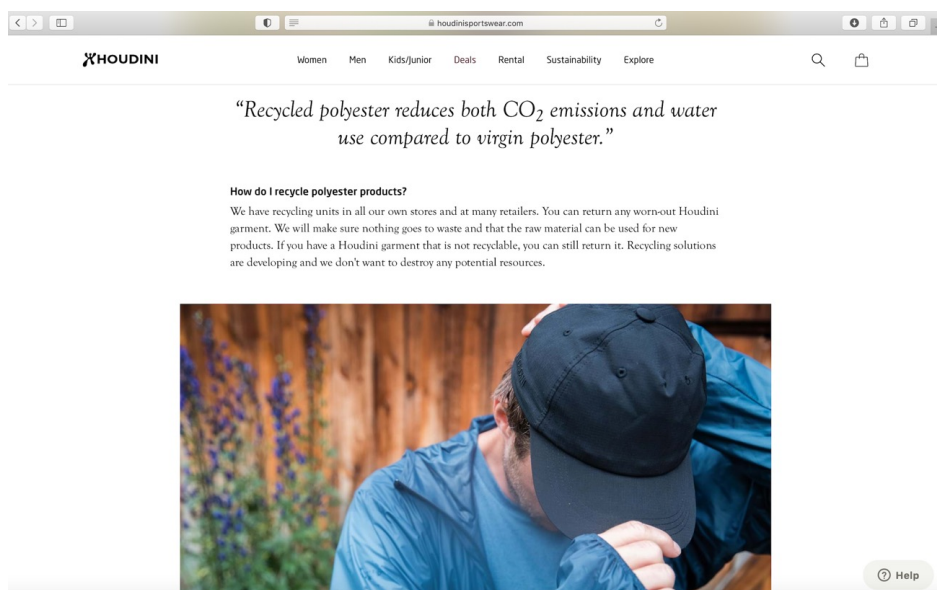 houdinisportswear.com
HOUDINI
Women Men Kids/Junior Deals Rental Sustainability Explore
“Recycled polyester reduces both CO2 emissions and water
use compared to virgin polyester.”
How do I recycle polyester products?
We have recycling units in all our own stores and at many retailers. You can return any worn-out Houdini
garment. We will make sure nothing goes to waste and that the raw material can be used for new
products. If you have a Houdini garment that is not recyclable, you can still return it. Recycling solutions
are developing and we don’t want to destroy any potential resources.
Help